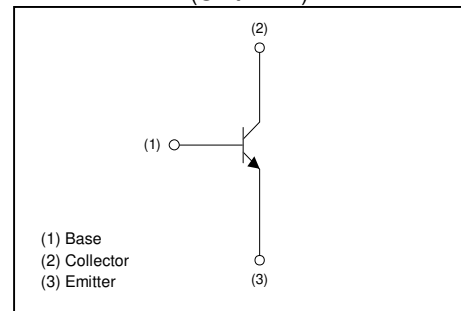 (2)
(1)
(1) Base
(2) Collector
(3) Emitter
(3)